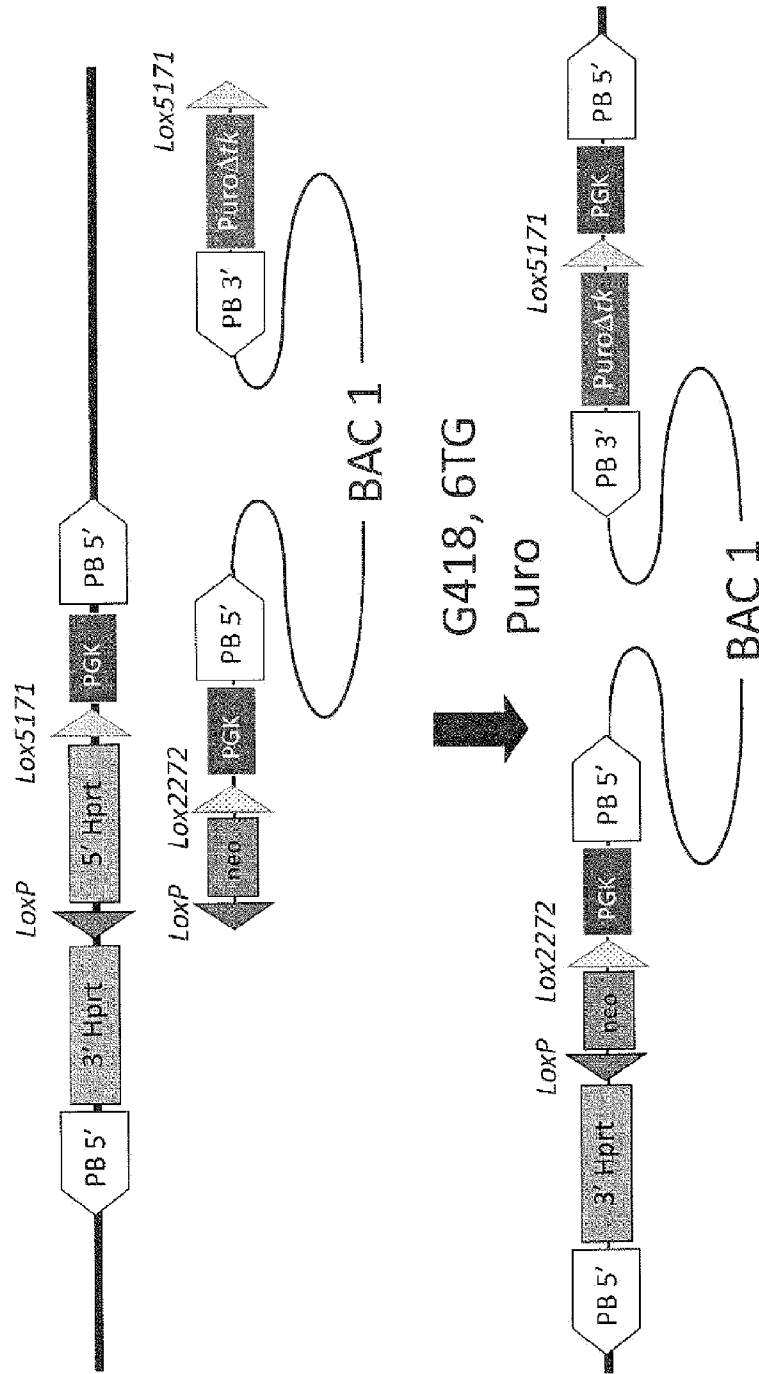 LoxP
Lox5171
PB 5'
3' Hprt
5' Hprt
PGK
PB 5'
LoxP
Lox2272
Lox5171
neo
PGK
PB 5'
PB 3'
PuroΔtk
BAC 1
G418, 6TG
Puro
LoxP
Lox2272
Lox5171
PB 5'
3' Hprt
neo
PGK
PB 5'
PB 3'
PuroΔtk
PGK
PB 5'
BAC 1